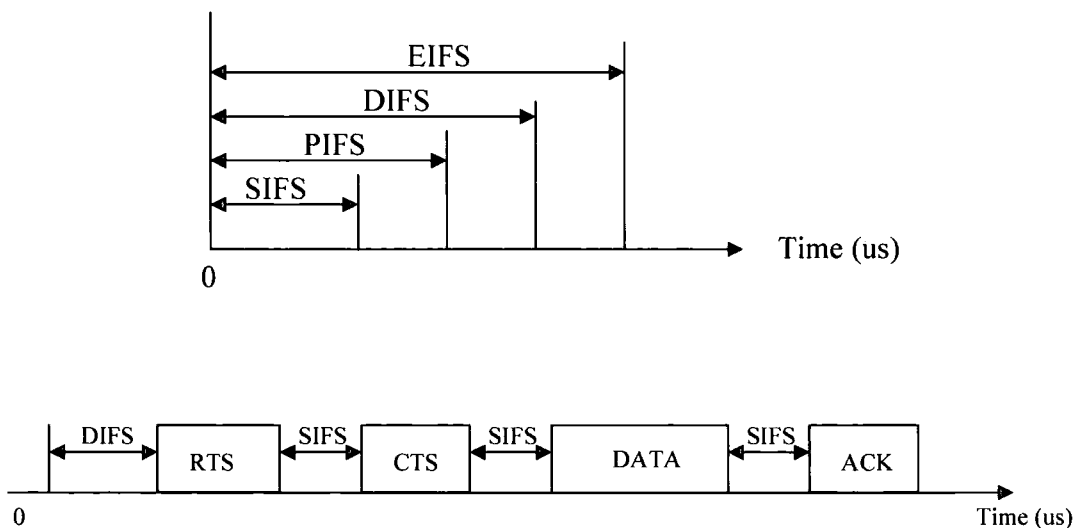 EIFS
DIFS
PIFS
SIFS
Time (us)
0
DIFS
RTS
SIFS
CTS
SIFS
DATA
SIFS
ACK
0
Time (us)